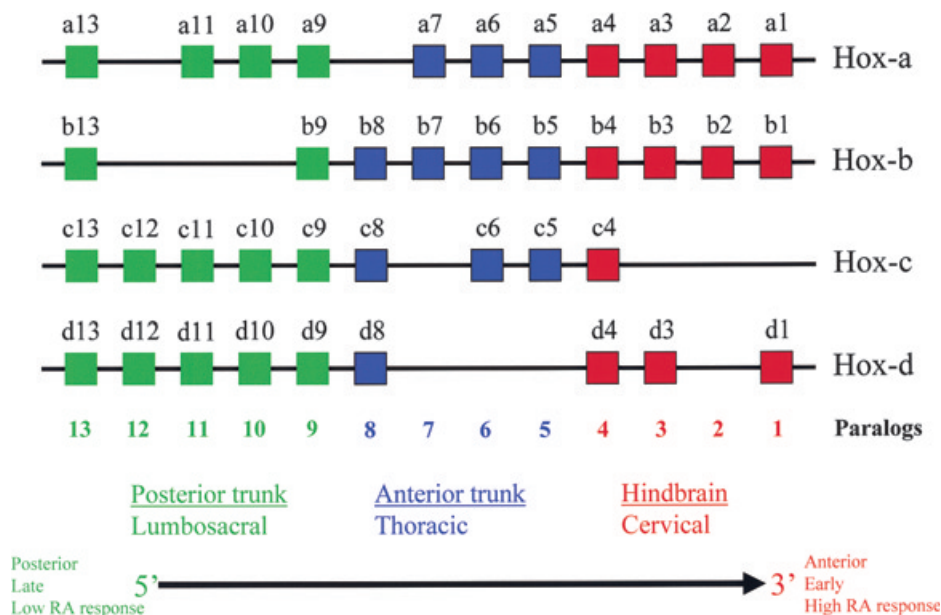 a13 a11 a10 a9 a7 a6 a5 a4 a3 a2 a1
Hox-a
b13 b9 b8 b7 b6 b5 b4 b3 b2 b1
Hox-b
c13 c12 c11 c10 c9 c8 c6 c5 c4
Hox-c
d13 d12 d11 d10 d9 d8 d4 d3 d1
Hox-d
13 12 11 10 9 8 7 6 5 4 3 2 1 Paralogs
Posterior trunk Anterior trunk Hindbrain
Lumbosacral Thoracic Cervical
Posterior
Late
Low RA response
5’
3’
Anterior
Early
High RA response